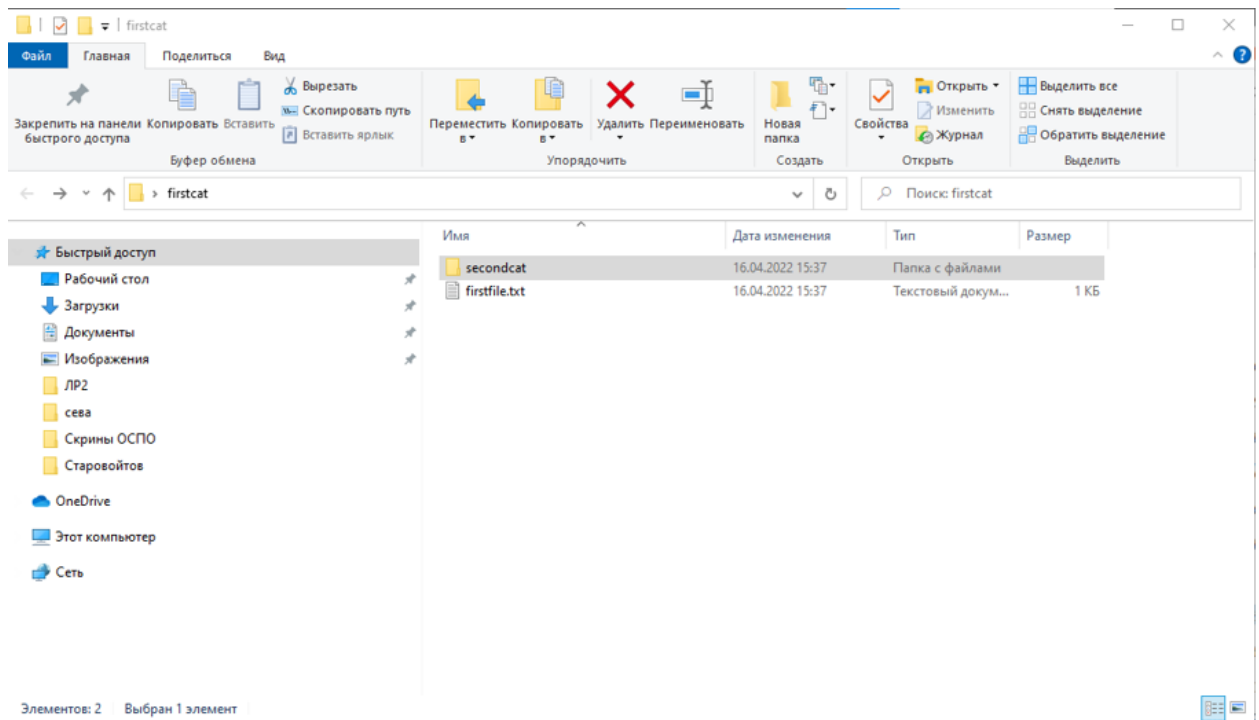 firstcat
Файл Главная Поделиться Вид
Закрепить на панели быстрого доступа
Копировать
Вставить
Вырезать
Скопировать путь
Вставить ярлык
Буфер обмена
Переместить в
Копировать в
Удалить
Переименовать
Упорядочить
Новая папка
Создать
Свойства
Открыть
Изменить
Журнал
Открыть
Выделить все
Снять выделение
Обратить выделение
Выделить
firstcat
Поиск: firstcat
Быстрый доступ
Рабочий стол
Загрузки
Документы
Изображения
ЛР2
сева
Скрины ОСПО
Старовойтов
OneDrive
Этот компьютер
Сеть
Имя Дата изменения Тип Размер
secondcat 16.04.2022 15:37 Папка с файлами
firstfile.txt 16.04.2022 15:37 Текстовый докум... 1 КБ
Элементов: 2 Выбран 1 элемент